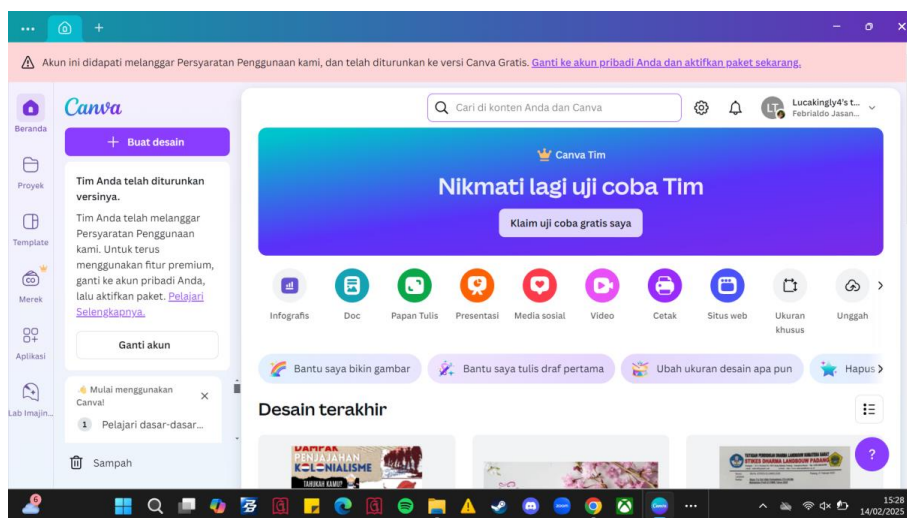 Akun ini didapati melanggar Persyaratan Penggunaan kami, dan telah diturunkan ke versi Canva Gratis. Ganti ke akun pribadi Anda dan aktifkan paket sekarang.
Beranda
Proyek
Template
Merek
Aplikasi
Lab Imajin...
Canva
+ Buat desain
Tim Anda telah diturunkan
versinya.
Tim Anda telah melanggar
Persyaratan Penggunaan
kami. Untuk terus
menggunakan fitur premium,
ganti ke akun pribadi Anda,
lalu aktifkan paket. Pelajari
Selengkapnya.
Ganti akun
Mulai menggunakan
Canva!
1 Pelajari dasar-dasar...
Sampah
Cari di konten Anda dan Canva
LT
Lucakingly4's t...
Febrialdo Jasan...
Canva Tim
Nikmati lagi uji coba Tim
Klaim uji coba gratis saya
Infografis
Doc
Papan Tulis
Presentasi
Media sosial
Video
Cetak
Situs web
Ukuran
khusus
Unggah
Bantu saya bikin gambar
Bantu saya tulis draf pertama
Ubah ukuran desain apa pun
Hapus
Desain terakhir
DAMPAK
PENJAJAHAN
KOLONIALISME
TAHUKAH KAMU?
?
6
15:28
14/02/2025